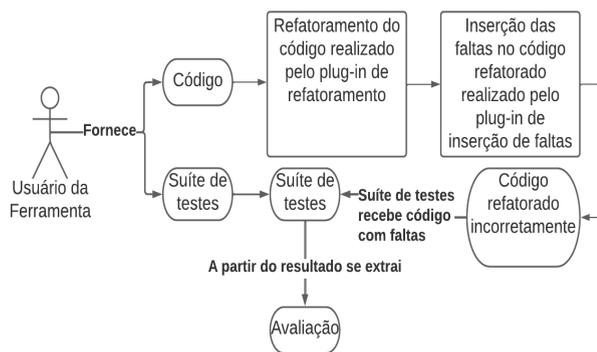 Usuário da
Ferramenta
Fornece
Código
Refatoramento do
código realizado
pelo plug-in de
refatoramento
Inserção das
faltas no código
refatorado
realizado pelo
plug-in de
inserção de faltas
Suíte de
testes
Suíte de
testes
Suíte de testes
recebe código
com faltas
Código
refatorado
incorretamente
A partir do resultado se extrai
Avaliação